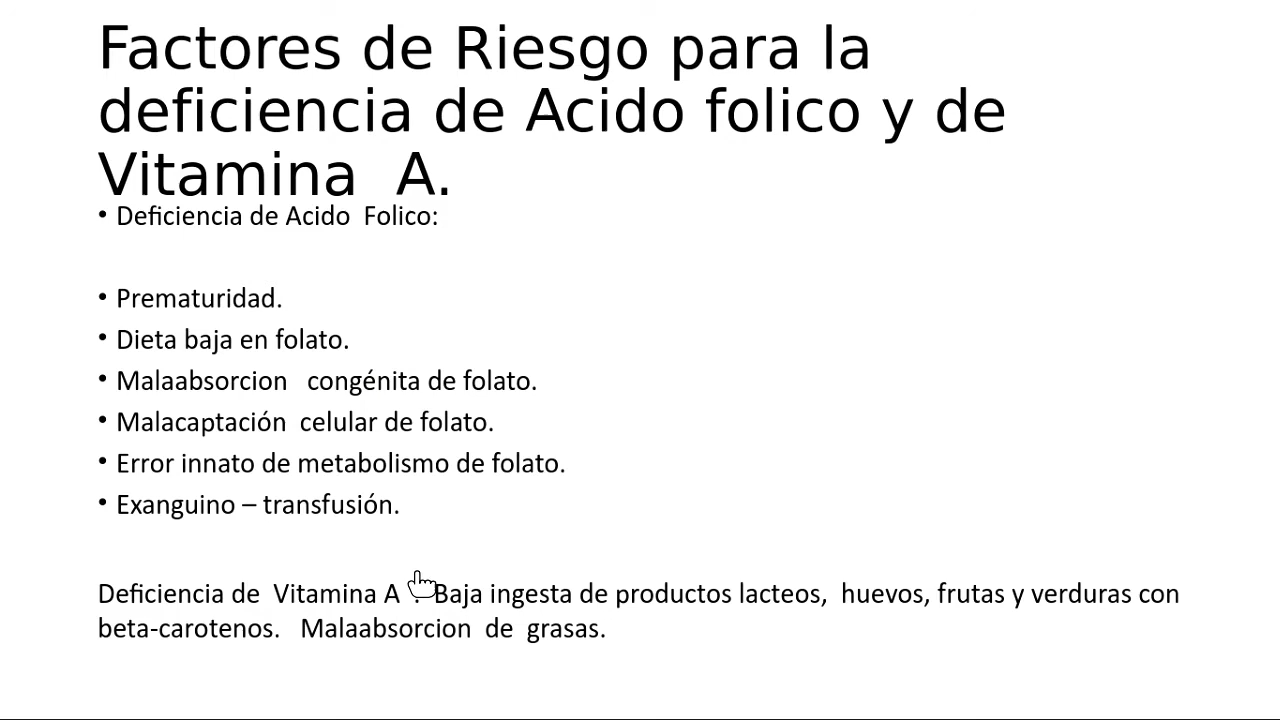 Factores de Riesgo para la
deficiencia de Acido folico y de
Vitamina  A.
• Deficiencia de Acido  Folico:
• Prematuridad.
• Dieta baja en folato.
• Malaabsorcion   congénita de folato.
• Malacaptación  celular de folato.
• Error innato de metabolismo de folato.
• Exanguino – transfusión.
Deficiencia de  Vitamina A : Baja ingesta de productos lacteos,  huevos, frutas y verduras con
beta-carotenos.   Malaabsorcion  de  grasas.